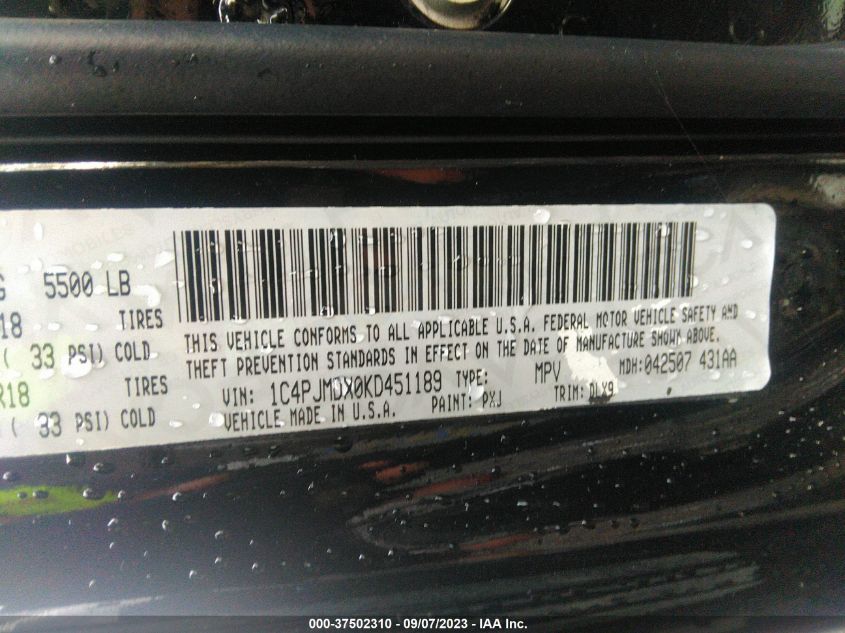 5500 LB
18 TIRES
( 33 PSI) COLD
R18 TIRES
( 33 PSI) COLD
THIS VEHICLE CONFORMS TO ALL APPLICABLE U.S.A. FEDERAL MOTOR VEHICLE SAFETY AND
THEFT PREVENTION STANDARDS IN EFFECT ON THE DATE OF MANUFACTURE SHOWN ABOVE.
VIN: 1C4PJMDX0KD451189 TYPE: MPV MDH:042507 431AA
VEHICLE MADE IN U.S.A. PAINT: PXJ TRIM: DLX9
000-37502310 - 09/07/2023 - IAA Inc.